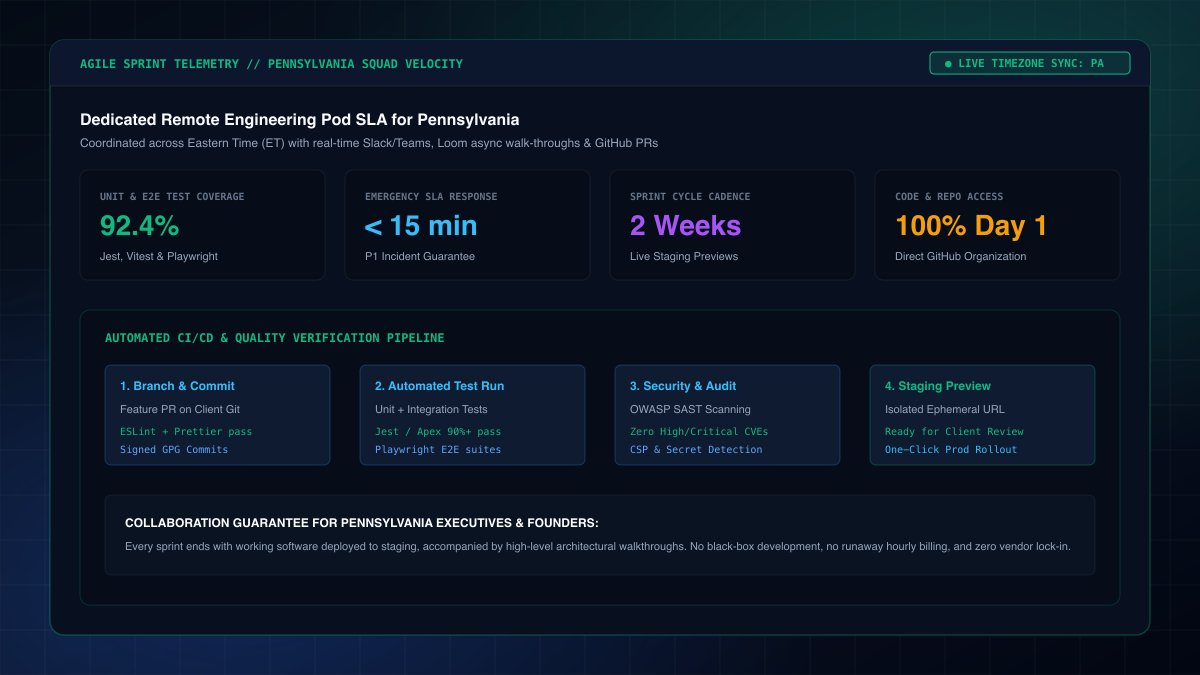 AGILE SPRINT TELEMETRY // PENNSYLVANIA SQUAD VELOCITY
● LIVE TIMEZONE SYNC: PA
Dedicated Remote Engineering Pod SLA for Pennsylvania
Coordinated across Eastern Time (ET) with real-time Slack/Teams, Loom async walk-throughs & GitHub PRs
UNIT & E2E TEST COVERAGE
92.4%
Jest, Vitest & Playwright
EMERGENCY SLA RESPONSE
< 15 min
P1 Incident Guarantee
SPRINT CYCLE CADENCE
2 Weeks
Live Staging Previews
CODE & REPO ACCESS
100% Day 1
Direct GitHub Organization
AUTOMATED CI/CD & QUALITY VERIFICATION PIPELINE
1. Branch & Commit
Feature PR on Client Git
ESLint + Prettier pass
Signed GPG Commits
2. Automated Test Run
Unit + Integration Tests
Jest / Apex 90%+ pass
Playwright E2E suites
3. Security & Audit
OWASP SAST Scanning
Zero High/Critical CVEs
CSP & Secret Detection
4. Staging Preview
Isolated Ephemeral URL
Ready for Client Review
One-Click Prod Rollout
COLLABORATION GUARANTEE FOR PENNSYLVANIA EXECUTIVES & FOUNDERS:
Every sprint ends with working software deployed to staging, accompanied by high-level architectural walkthroughs. No black-box development, no runaway hourly billing, and zero vendor lock-in.